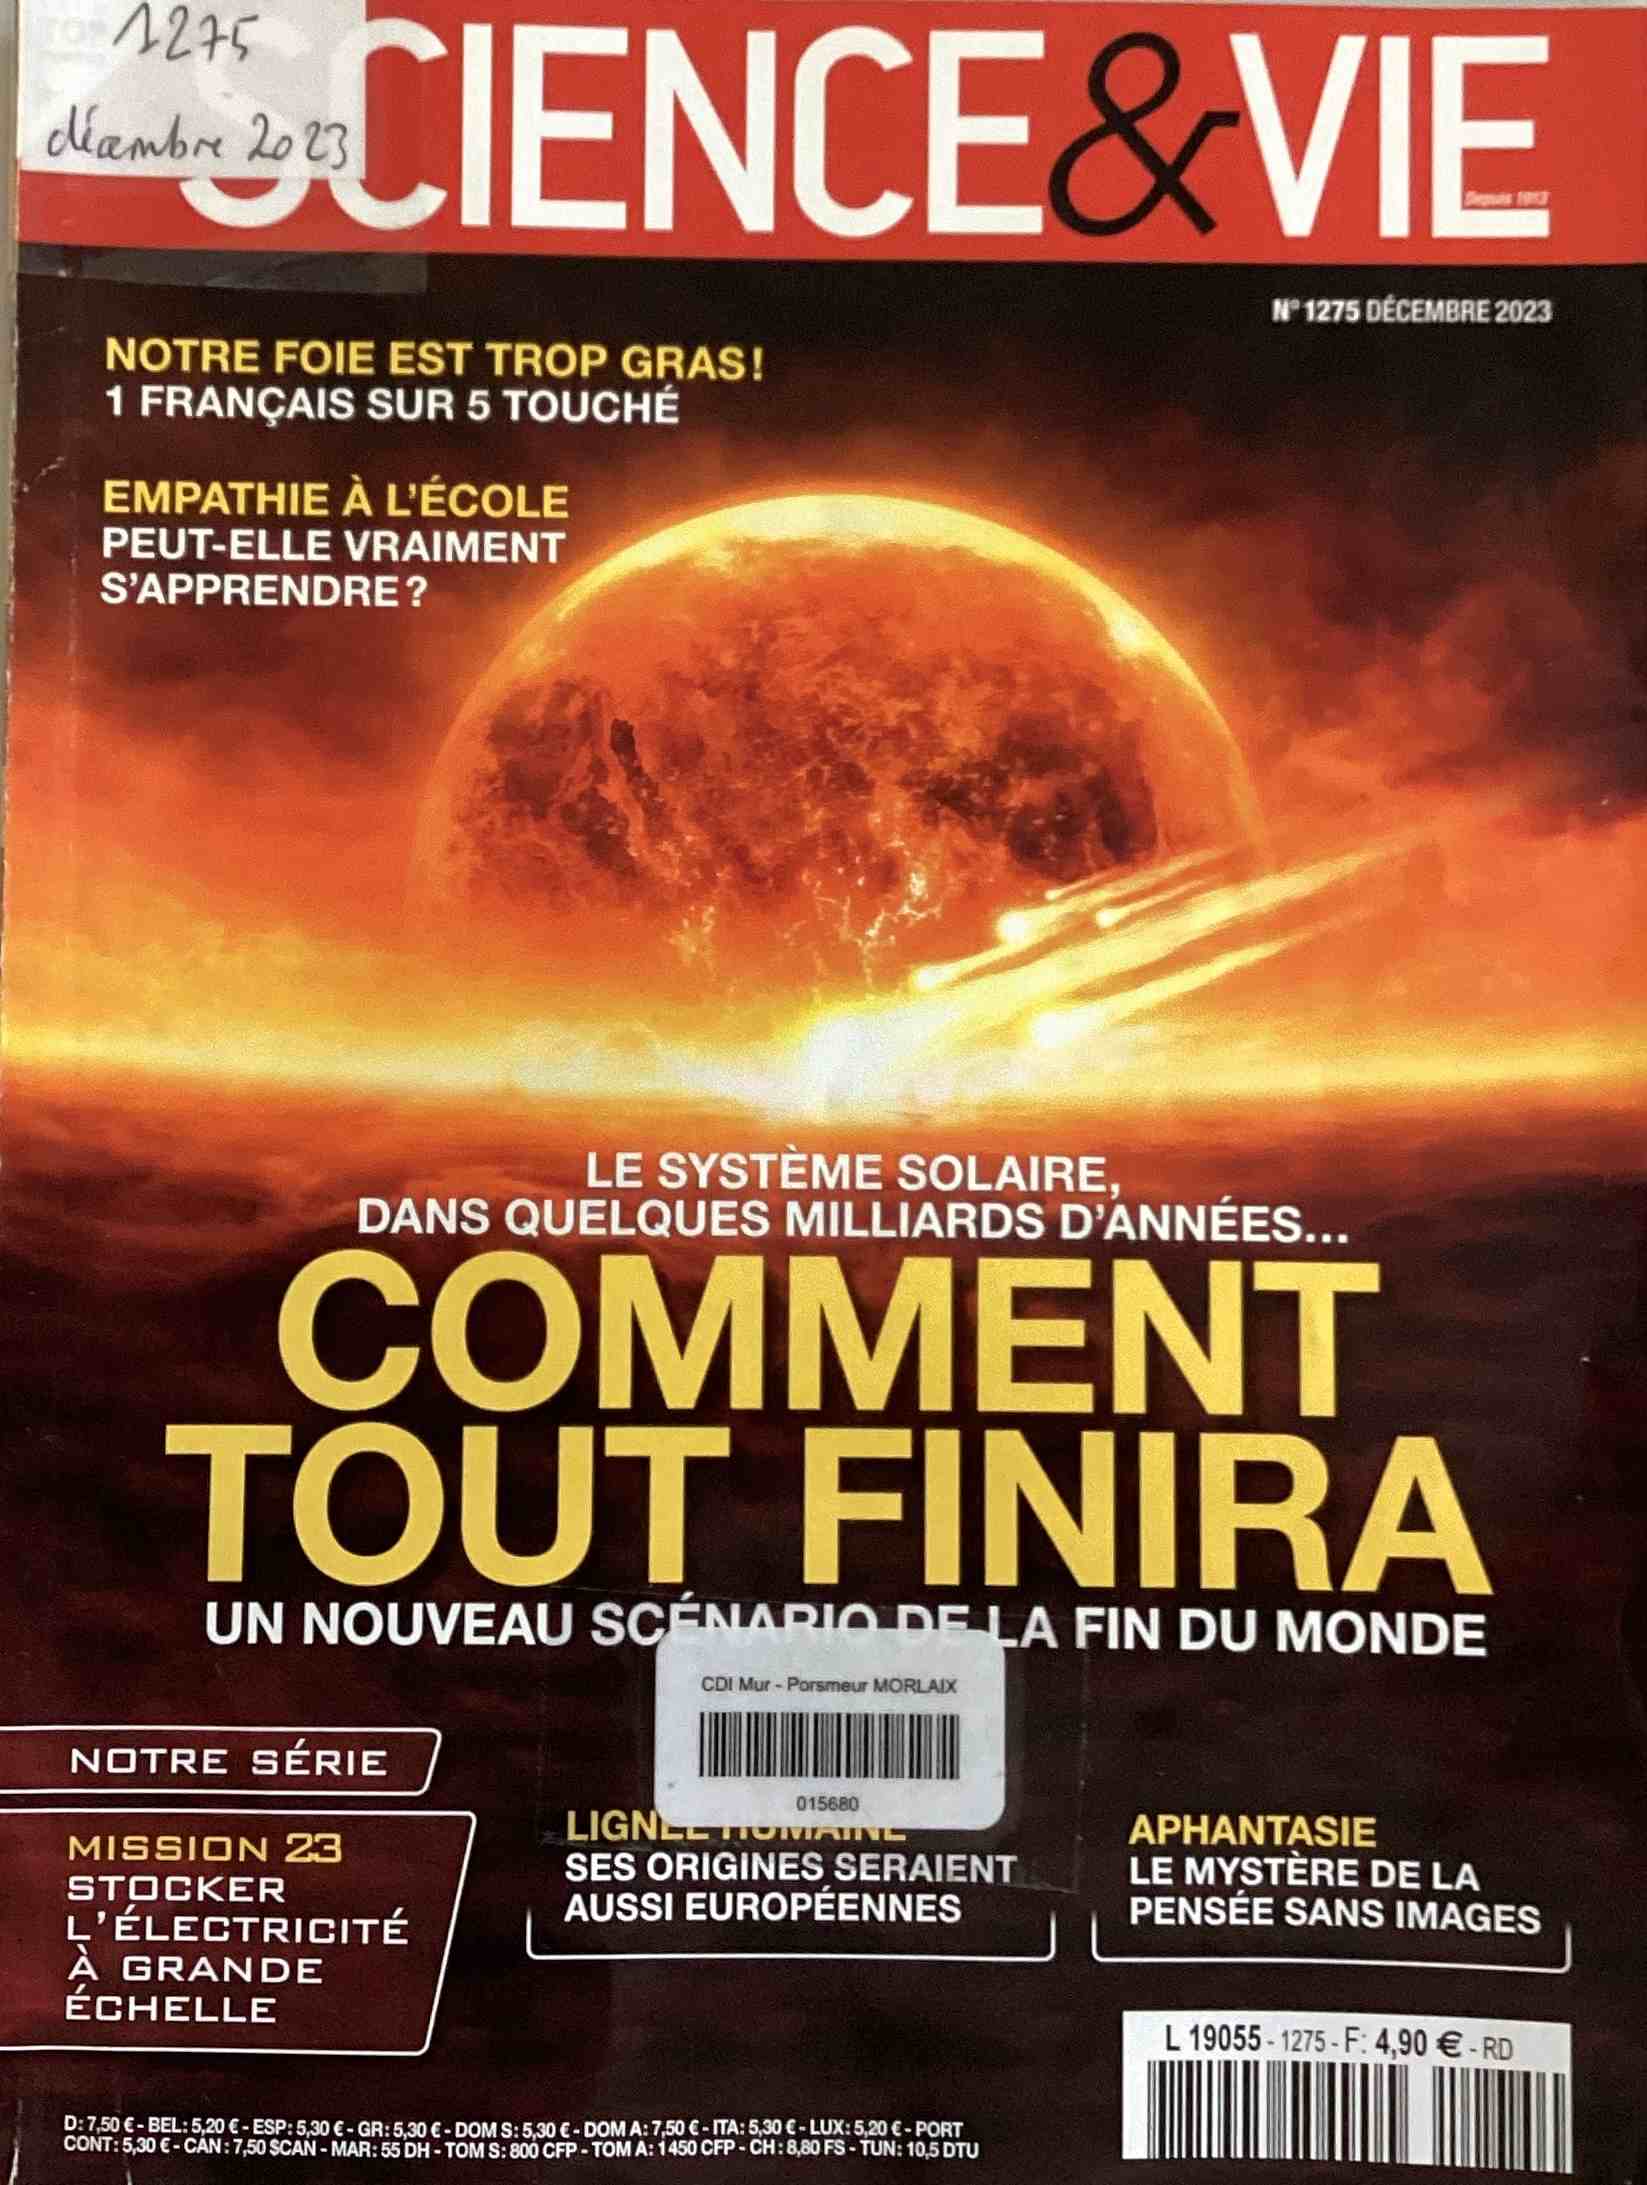 1275
décembre 2023
SCIENCE&VIE
Depuis 1913
N° 1275 DÉCEMBRE 2023
NOTRE FOIE EST TROP GRAS !
1 FRANÇAIS SUR 5 TOUCHÉ
EMPATHIE À L'ÉCOLE
PEUT-ELLE VRAIMENT
S'APPRENDRE ?
LE SYSTÈME SOLAIRE,
DANS QUELQUES MILLIARDS D'ANNÉES...
COMMENT
TOUT FINIRA
UN NOUVEAU SCÉNARIO DE LA FIN DU MONDE
CDI Mur - Porsmeur MORLAIX
015680
NOTRE SÉRIE
MISSION 23
STOCKER
L'ÉLECTRICITÉ
À GRANDE
ÉCHELLE
LIGNÉE HUMAINE
SES ORIGINES SERAIENT
AUSSI EUROPÉENNES
APHANTASIE
LE MYSTÈRE DE LA
PENSÉE SANS IMAGES
L 19055 - 1275 - F: 4,90 € - RD
D: 7,50 € - BEL: 5,20 € - ESP: 5,30 € - GR: 5,30 € - DOM S: 5,30 € - DOM A: 7,50 € - ITA: 5,30 € - LUX: 5,20 € - PORT
CONT: 5,30 € - CAN: 7,50 $CAN - MAR: 55 DH - TOM S: 800 CFP - TOM A: 1450 CFP - CH: 8,80 FS - TUN: 10,5 DTU